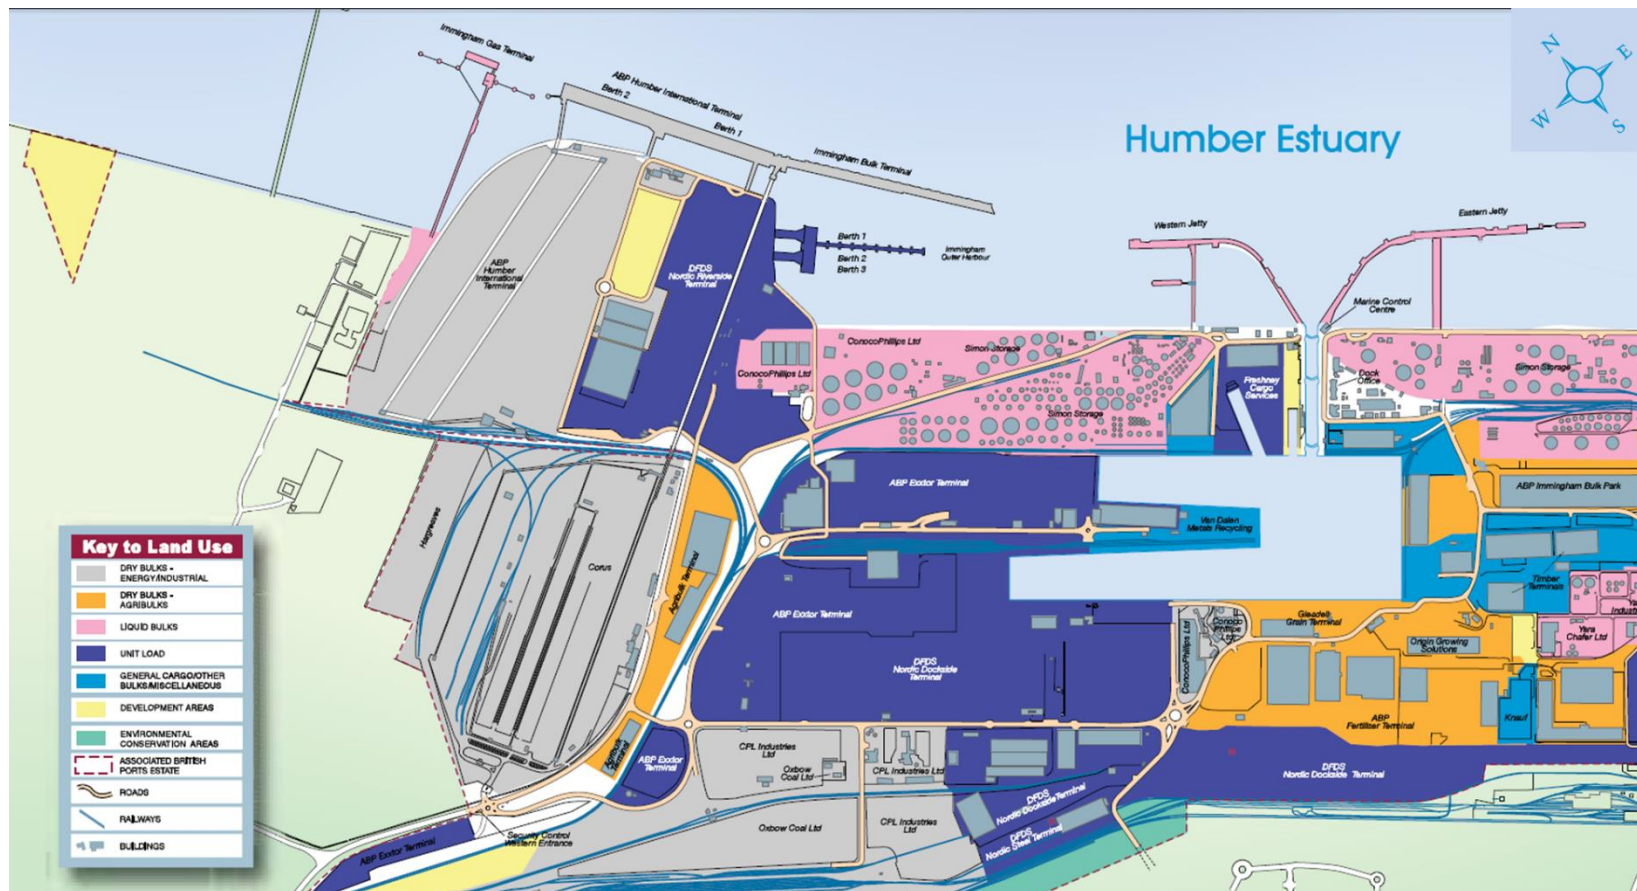 Immingham Gas Terminal
ABP Humber International Terminal
Berth 2
Berth 1
Immingham Bulk Terminal
Humber Estuary
N
E
S
W
Western Jetty
Eastern Jetty
Berth 1
Berth 2
Berth 3
Immingham
Outer Harbour
ABP
Humber
International
Terminal
DFDS
Nordic Riverside
Terminal
Marine Control
Centre
ConocoPhillips Ltd
Simon Storage
ConocoPhillips Ltd
Simon Storage
Freshney
Cargo
Services
Dock
Office
Simon Storage
ABP Exxtor Terminal
ABP Immingham Bulk Park
Van Dalen
Metals Recycling
Hargreaves
Corus
Agribulk Terminal
Timber
Terminals
ABP Exxtor Terminal
DFDS
Nordic Dockside
Terminal
ConocoPhillips Ltd
Conoco
Phillips
Ltd
Gleadell
Grain Terminal
Origin Growing
Solutions
Yara
Chafer Ltd
ABP
Fertilizer Terminal
Knauf
Agribulk
Terminal
ABP Exxtor
Terminal
CPL Industries
Ltd
Oxbow
Coal Ltd
CPL Industries Ltd
DFDS
Nordic Dockside Terminal
DFDS
Nordic Dockside Terminal
DFDS
Nordic Steel Terminal
Oxbow Coal Ltd
CPL Industries
Ltd
Security Control
Western Entrance
ABP Exxtor Terminal
Key to Land Use
DRY BULKS -
ENERGY/INDUSTRIAL
DRY BULKS -
AGRIBULKS
LIQUID BULKS
UNIT LOAD
GENERAL CARGO/OTHER
BULKS/MISCELLANEOUS
DEVELOPMENT AREAS
ENVIRONMENTAL
CONSERVATION AREAS
ASSOCIATED BRITISH
PORTS ESTATE
ROADS
RAILWAYS
BUILDINGS